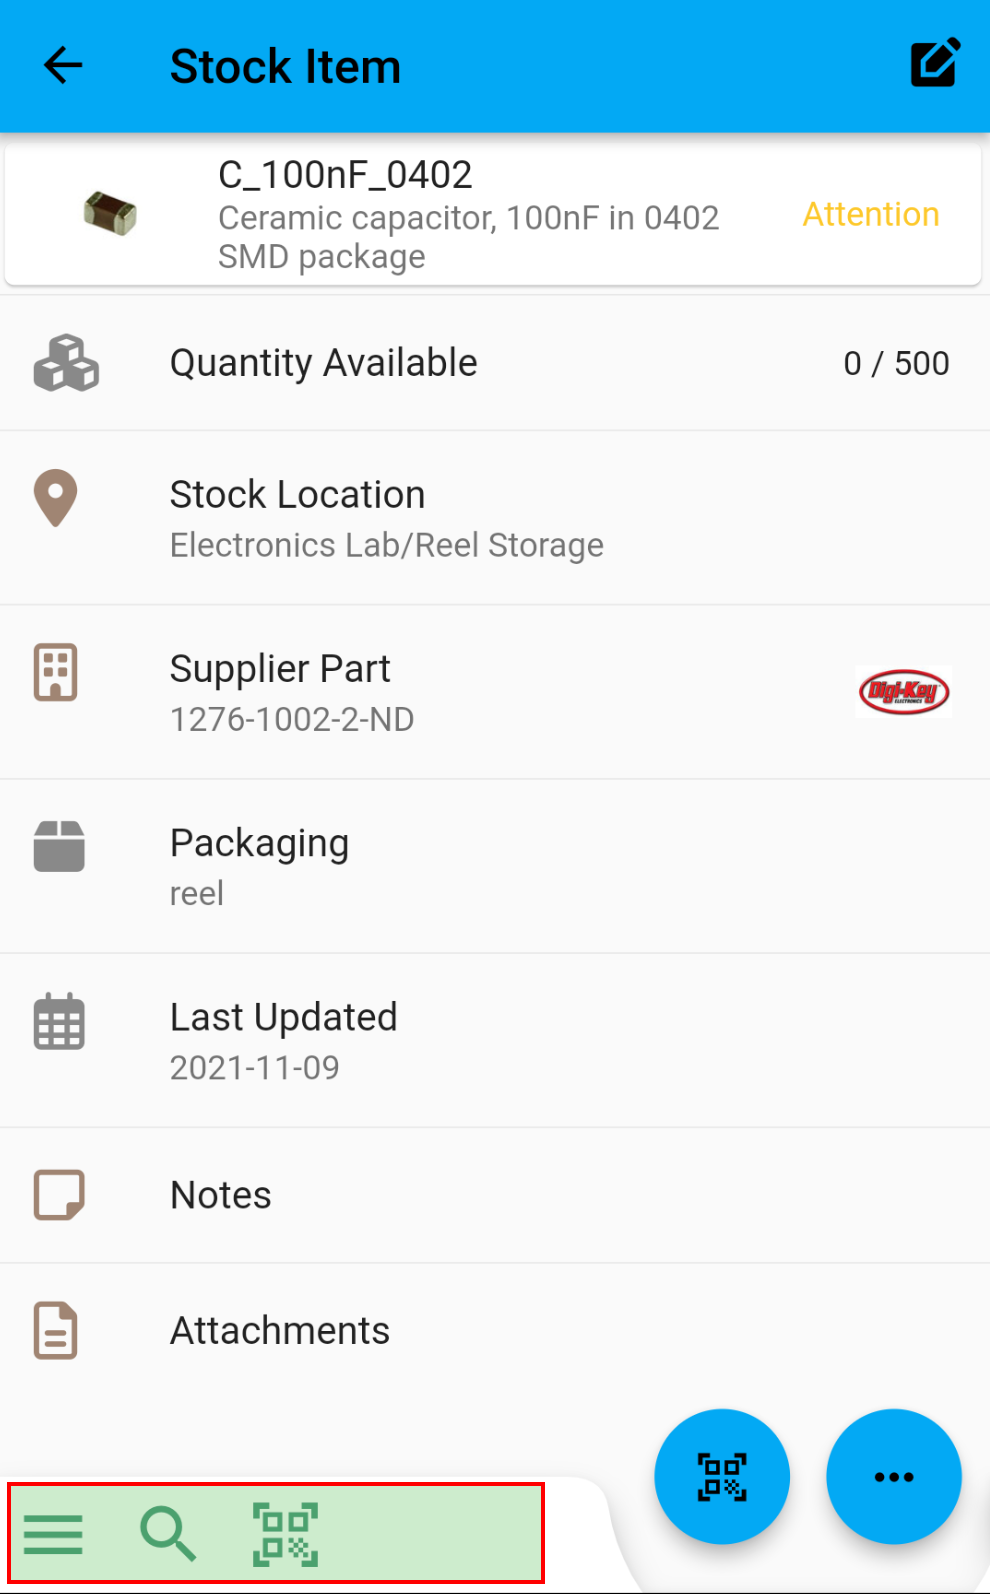 Stock Item
C_100nF_0402
Ceramic capacitor, 100nF in 0402
SMD package
Attention
Quantity Available
0 / 500
Stock Location
Electronics Lab/Reel Storage
Supplier Part
1276-1002-2-ND
Digi-Key
ELECTRONICS
Packaging
reel
Last Updated
2021-11-09
Notes
Attachments